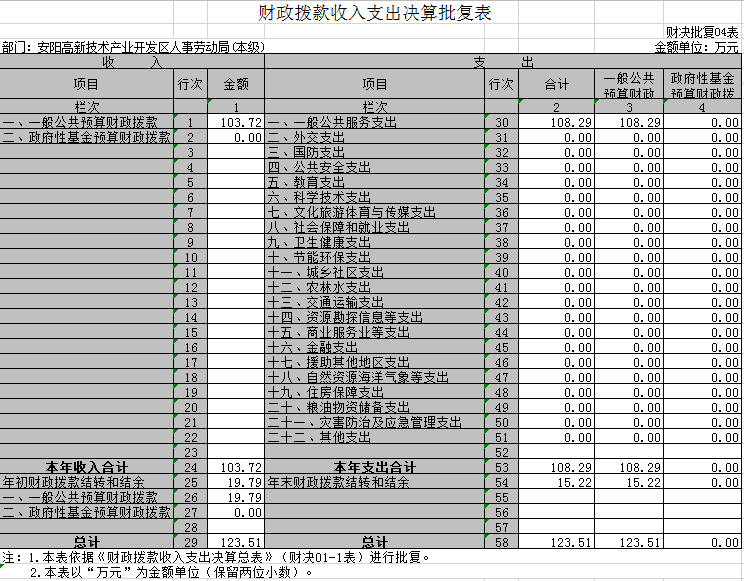 财政拨款收入支出决算批复表
财决批复04表
部门：安阳高新技术产业开发区人事劳动局(本级) 金额单位：万元
收 入 支 出
项目 行次 金额 项目 行次 合计 一般公共预算财政 政府性基金预算财政拨
栏次 1 栏次 2 3 4
一、一般公共预算财政拨款 1 103.72 一、一般公共服务支出 30 108.29 108.29 0.00
二、政府性基金预算财政拨款 2 0.00 二、外交支出 31 0.00 0.00 0.00
3 三、国防支出 32 0.00 0.00 0.00
4 四、公共安全支出 33 0.00 0.00 0.00
5 五、教育支出 34 0.00 0.00 0.00
6 六、科学技术支出 35 0.00 0.00 0.00
7 七、文化旅游体育与传媒支出 36 0.00 0.00 0.00
8 八、社会保障和就业支出 37 0.00 0.00 0.00
9 九、卫生健康支出 38 0.00 0.00 0.00
10 十、节能环保支出 39 0.00 0.00 0.00
11 十一、城乡社区支出 40 0.00 0.00 0.00
12 十二、农林水支出 41 0.00 0.00 0.00
13 十三、交通运输支出 42 0.00 0.00 0.00
14 十四、资源勘探信息等支出 43 0.00 0.00 0.00
15 十五、商业服务业等支出 44 0.00 0.00 0.00
16 十六、金融支出 45 0.00 0.00 0.00
17 十七、援助其他地区支出 46 0.00 0.00 0.00
18 十八、自然资源海洋气象等支出 47 0.00 0.00 0.00
19 十九、住房保障支出 48 0.00 0.00 0.00
20 二十、粮油物资储备支出 49 0.00 0.00 0.00
21 二十一、灾害防治及应急管理支出 50 0.00 0.00 0.00
22 二十二、其他支出 51 0.00 0.00 0.00
23 52
本年收入合计 24 103.72 本年支出合计 53 108.29 108.29 0.00
年初财政拨款结转和结余 25 19.79 年末财政拨款结转和结余 54 15.22 15.22 0.00
一、一般公共预算财政拨款 26 19.79 55
二、政府性基金预算财政拨款 27 0.00 56
28 57
总计 29 123.51 总计 58 123.51 123.51 0.00
注：1.本表依据《财政拨款收入支出决算总表》（财决01-1表）进行批复。
2.本表以“万元”为金额单位（保留两位小数）。